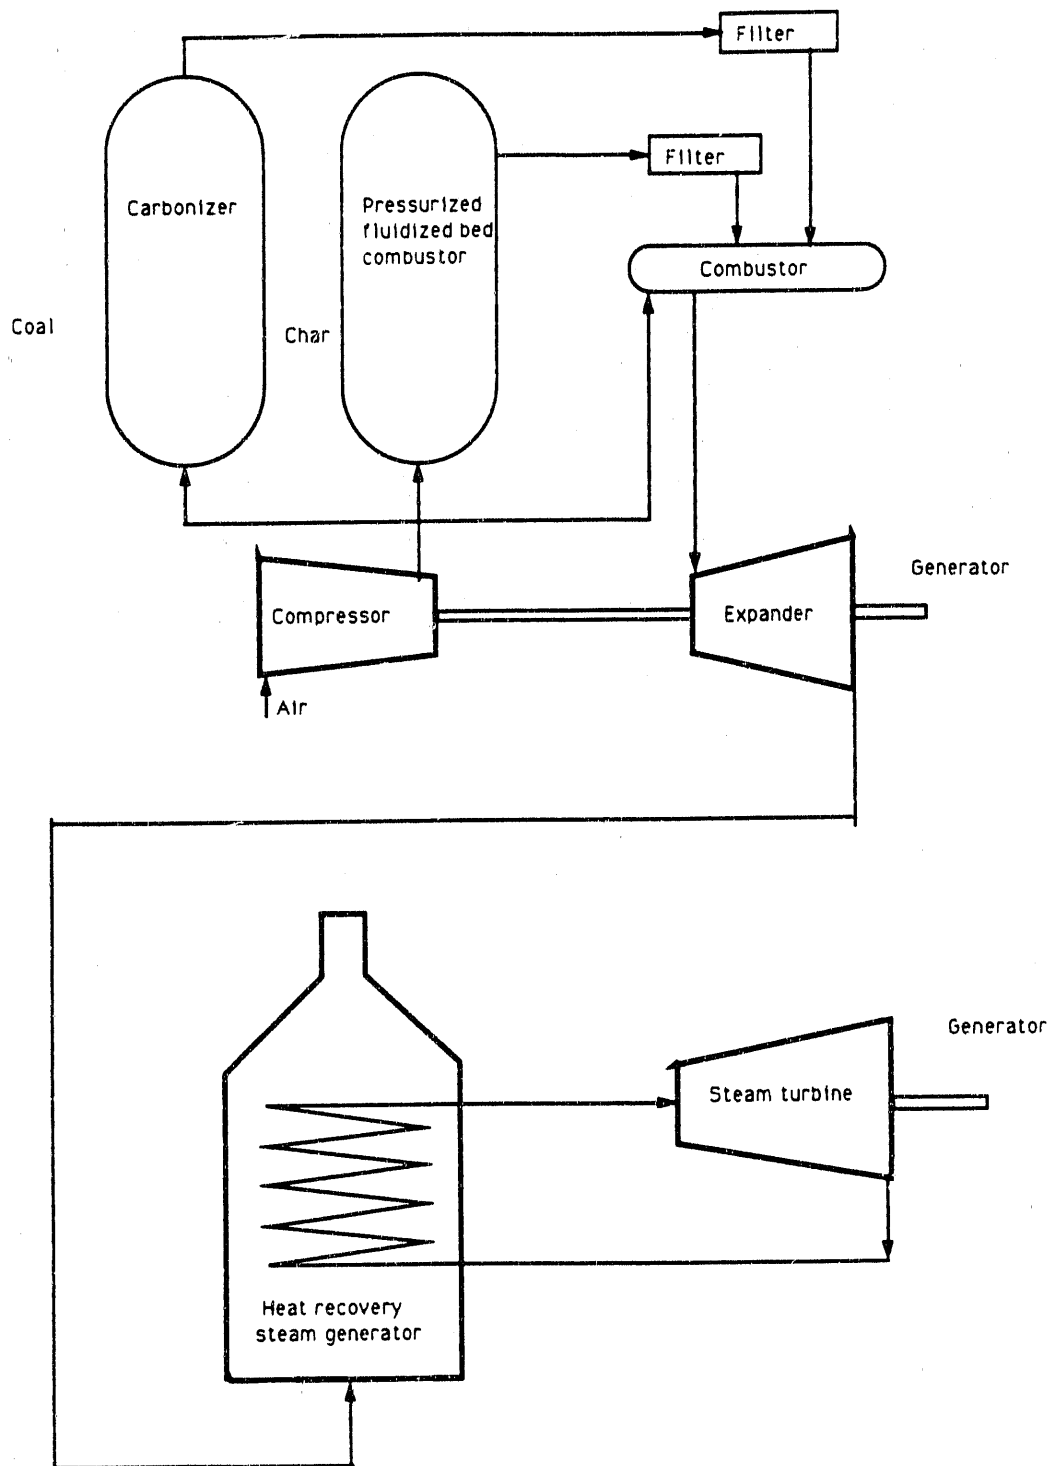 Filter
Filter
Carbonizer
Pressurized
fluidized bed
combustor
Combustor
Coal
Char
Generator
Compressor
Expander
Air
Generator
Steam turbine
Heat recovery
steam generator